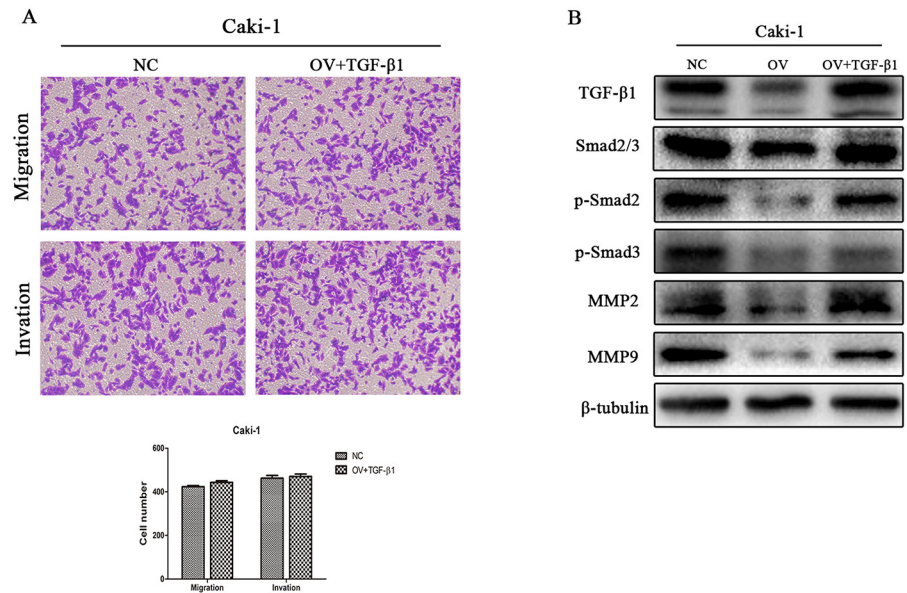 A
Caki-1
NC
OV+TGF-β1
Migration
Invation
Caki-1
600
400
200
0
Cell number
Migration
Invation
NC
OV+TGF-β1
B
Caki-1
NC
OV
OV+TGF-β1
TGF-β1
Smad2/3
p-Smad2
p-Smad3
MMP2
MMP9
β-tubulin